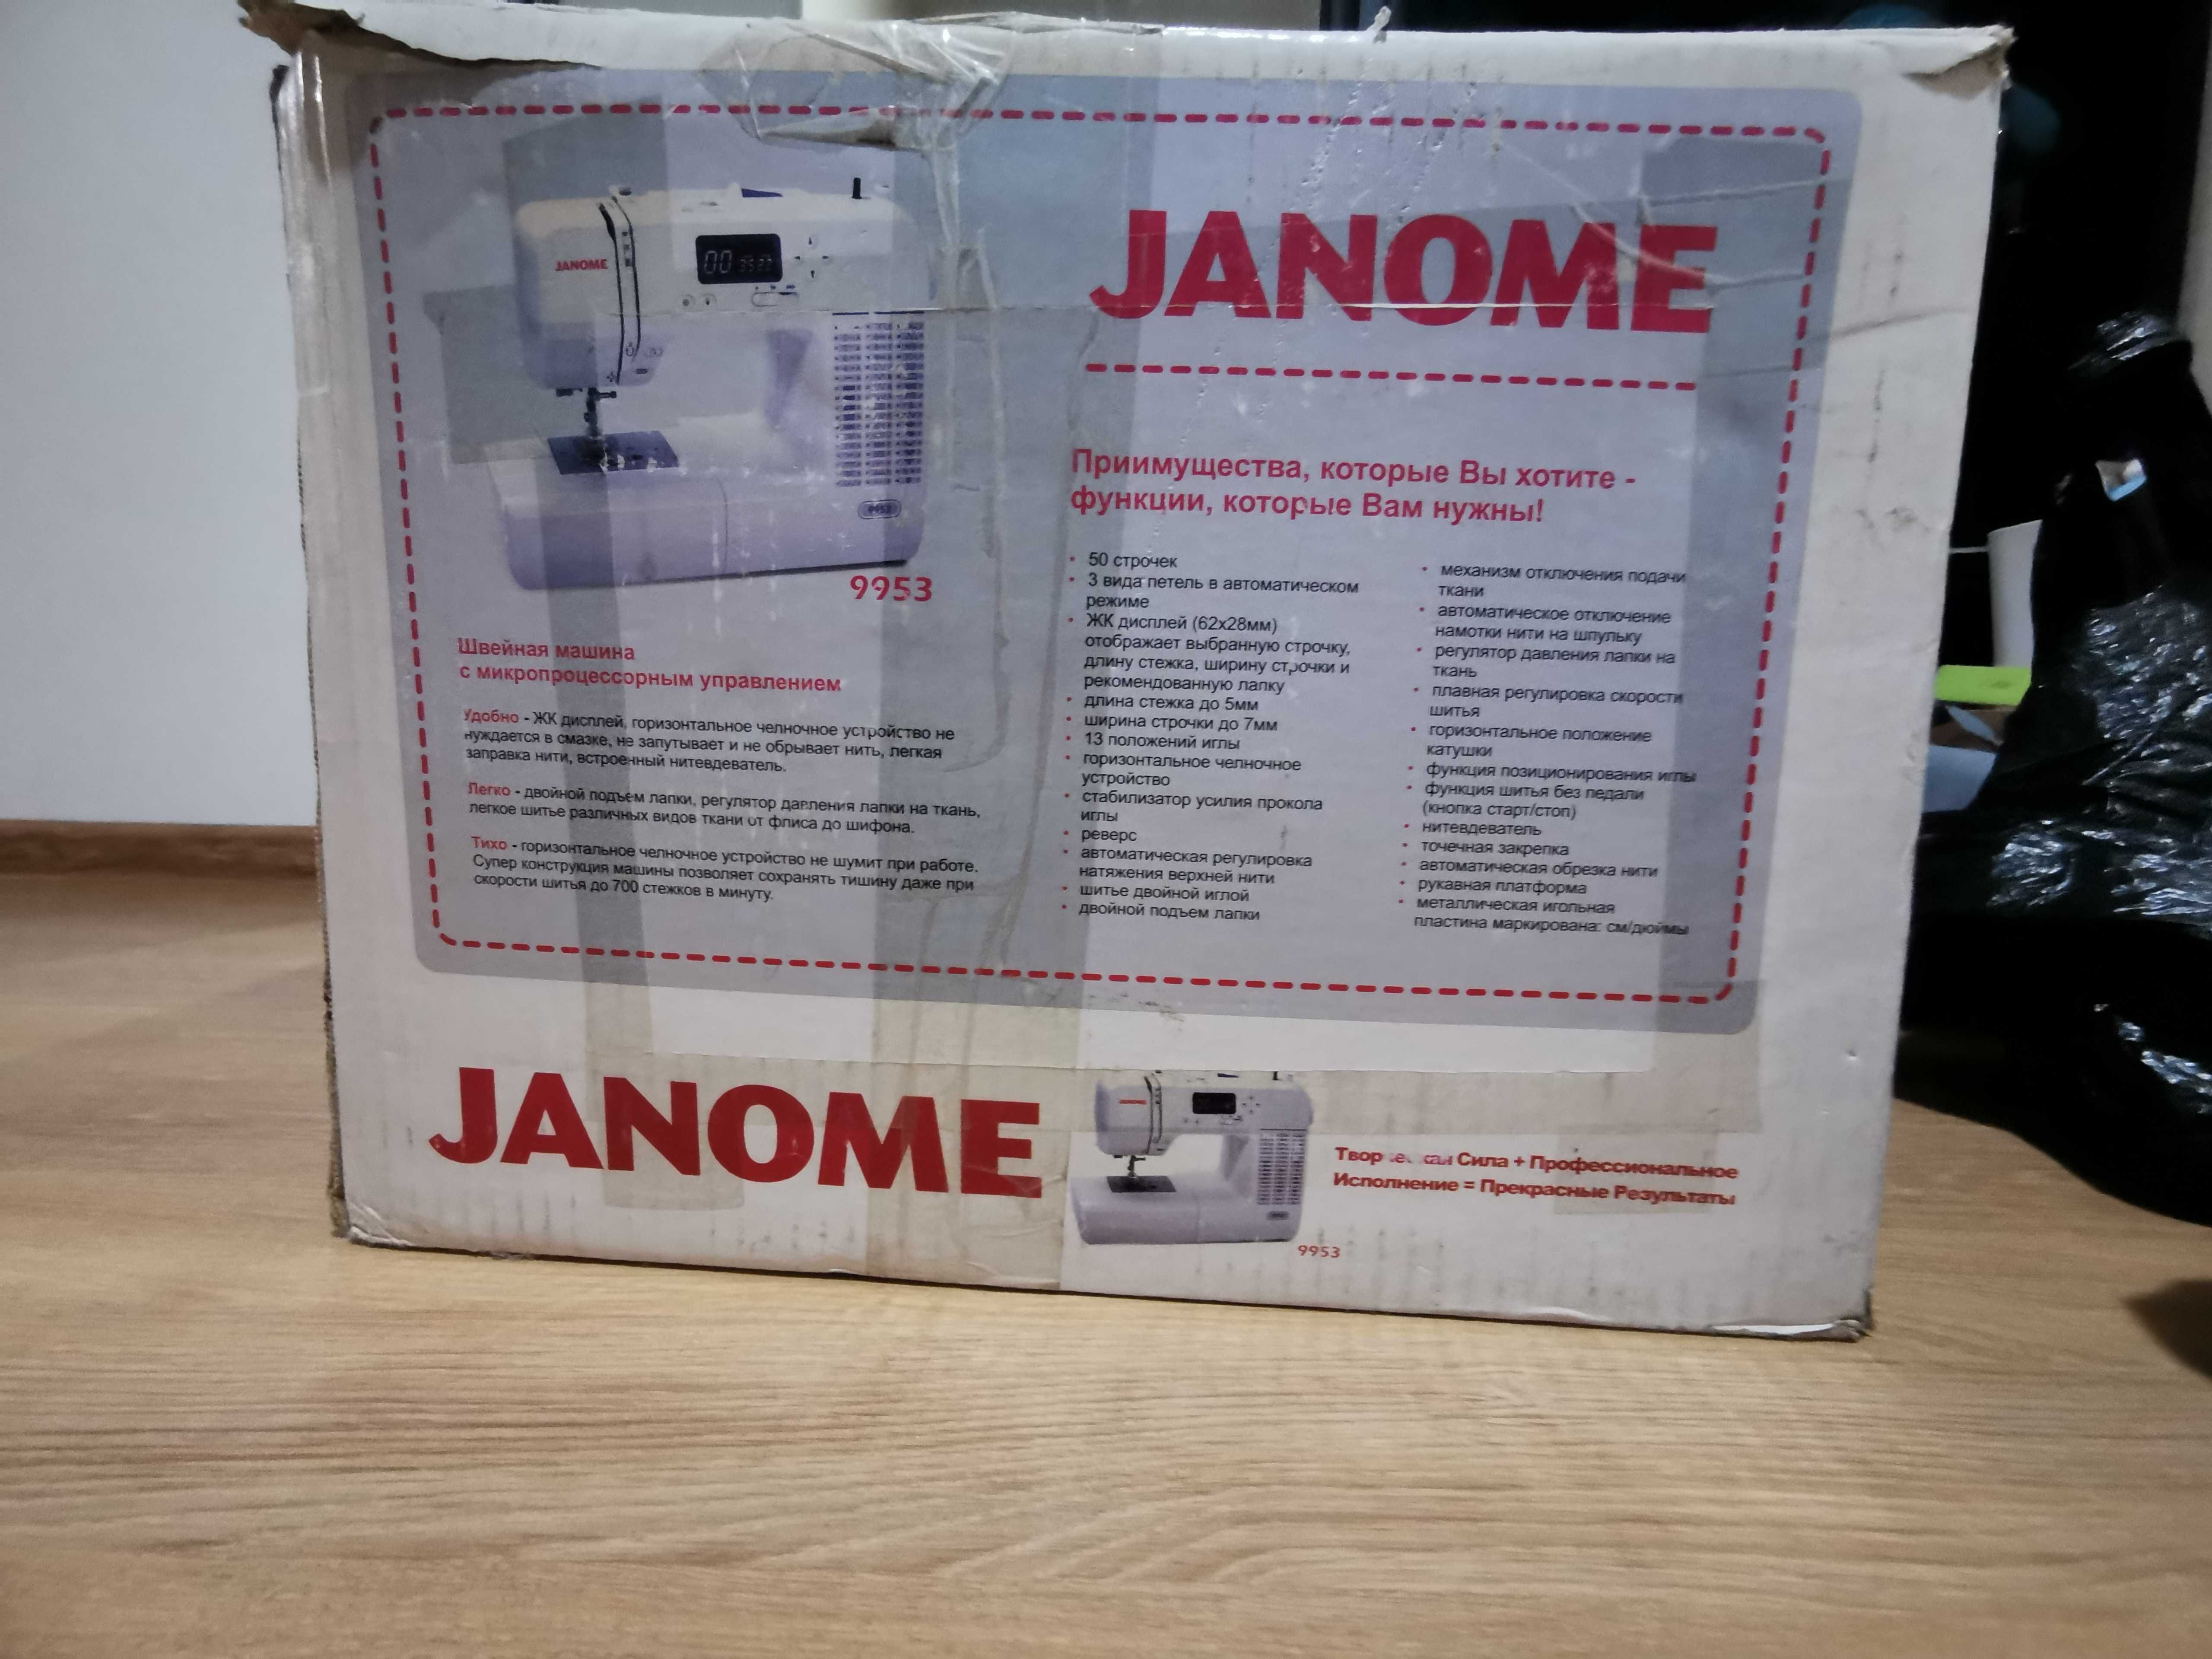 JANOME
00 35:27
9953
9953
Швейная машина
с микропроцессорным управлением
Удобно - ЖК дисплей, горизонтальное челночное устройство не
нуждается в смазке, не запутывает и не обрывает нить, легкая
заправка нити, встроенный нитевдеватель.
Легко - двойной подъем лапки, регулятор давления лапки на ткань,
легкое шитье различных видов ткани от флиса до шифона.
Тихо - горизонтальное челночное устройство не шумит при работе.
Супер конструкция машины позволяет сохранять тишину даже при
скорости шитья до 700 стежков в минуту.
JANOME
Приимущества, которые Вы хотите -
функции, которые Вам нужны!
• 50 строчек
• 3 вида петель в автоматическом
режиме
• ЖК дисплей (62х28мм)
отображает выбранную строчку,
длину стежка, ширину строчки и
рекомендованную лапку
• длина стежка до 5мм
• ширина строчки до 7мм
• 13 положений иглы
• горизонтальное челночное
устройство
• стабилизатор усилия прокола
иглы
• реверс
• автоматическая регулировка
натяжения верхней нити
• шитье двойной иглой
• двойной подъем лапки
• механизм отключения подачи
ткани
• автоматическое отключение
намотки нити на шпульку
• регулятор давления лапки на
ткань
• плавная регулировка скорости
шитья
• горизонтальное положение
катушки
• функция позиционирования иглы
• функция шитья без педали
(кнопка старт/стоп)
• нитевдеватель
• точечная закрепка
• автоматическая обрезка нити
• рукавная платформа
• металлическая игольная
пластина маркирована: см/дюймы
JANOME
JANOME
9953
Сила + Профессиональное
Исполнение = Прекрасные Результаты